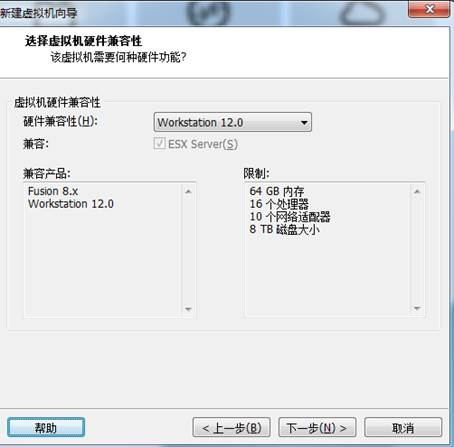 新建虚拟机向导
选择虚拟机硬件兼容性
该虚拟机需要何种硬件功能?
虚拟机硬件兼容性
硬件兼容性(H): Workstation 12.0
兼容: ESX Server(S)
兼容产品: 限制:
Fusion 8.x
Workstation 12.0
64 GB 内存
16 个处理器
10 个网络适配器
8 TB 磁盘大小
帮助 < 上一步(B) 下一步(N) > 取消